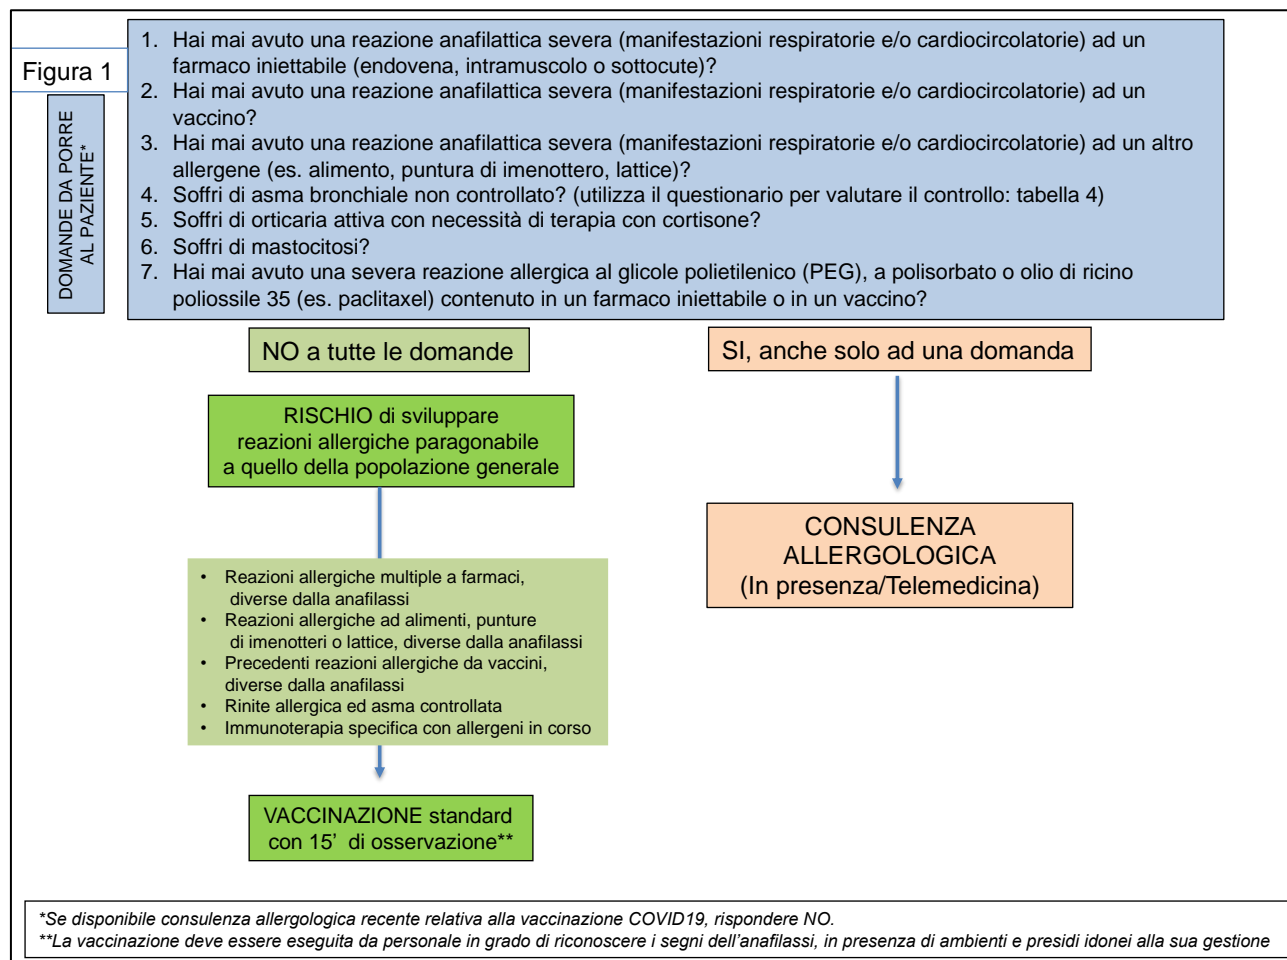 Figura 1
DOMANDE DA PORRE
AL PAZIENTE*
1. Hai mai avuto una reazione anafilattica severa (manifestazioni respiratorie e/o cardiocircolatorie) ad un
farmaco iniettabile (endovena, intramuscolo o sottocute)?
2. Hai mai avuto una reazione anafilattica severa (manifestazioni respiratorie e/o cardiocircolatorie) ad un
vaccino?
3. Hai mai avuto una reazione anafilattica severa (manifestazioni respiratorie e/o cardiocircolatorie) ad un altro
allergene (es. alimento, puntura di imenottero, lattice)?
4. Soffri di asma bronchiale non controllato? (utilizza il questionario per valutare il controllo: tabella 4)
5. Soffri di orticaria attiva con necessità di terapia con cortisone?
6. Soffri di mastocitosi?
7. Hai mai avuto una severa reazione allergica al glicole polietilenico (PEG), a polisorbato o olio di ricino
poliossile 35 (es. paclitaxel) contenuto in un farmaco iniettabile o in un vaccino?
NO a tutte le domande
SI, anche solo ad una domanda
RISCHIO di sviluppare
reazioni allergiche paragonabile
a quello della popolazione generale
CONSULENZA
ALLERGOLOGICA
(In presenza/Telemedicina)
• Reazioni allergiche multiple a farmaci,
diverse dalla anafilassi
• Reazioni allergiche ad alimenti, punture
di imenotteri o lattice, diverse dalla anafilassi
• Precedenti reazioni allergiche da vaccini,
diverse dalla anafilassi
• Rinite allergica ed asma controllata
• Immunoterapia specifica con allergeni in corso
VACCINAZIONE standard
con 15’ di osservazione**
*Se disponibile consulenza allergologica recente relativa alla vaccinazione COVID19, rispondere NO.
**La vaccinazione deve essere eseguita da personale in grado di riconoscere i segni dell’anafilassi, in presenza di ambienti e presidi idonei alla sua gestione